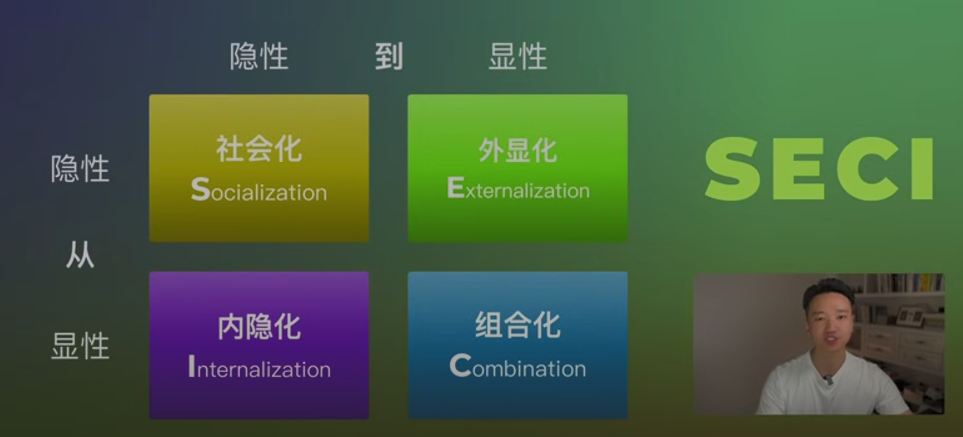 隐性 到 显性
隐性
社会化
Socialization
外显化
Externalization
SECI
从
显性
内隐化
Internalization
组合化
Combination